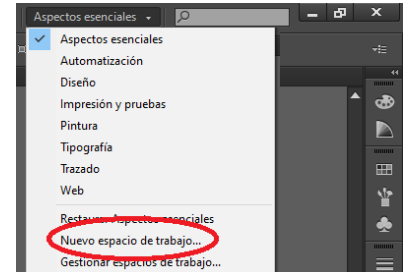 Aspectos esenciales
Aspectos esenciales
Automatización
Diseño
Impresión y pruebas
Pintura
Tipografía
Trazado
Web
Restaurar Aspectos esenciales
Nuevo espacio de trabajo...
Gestionar espacios de trabajo...